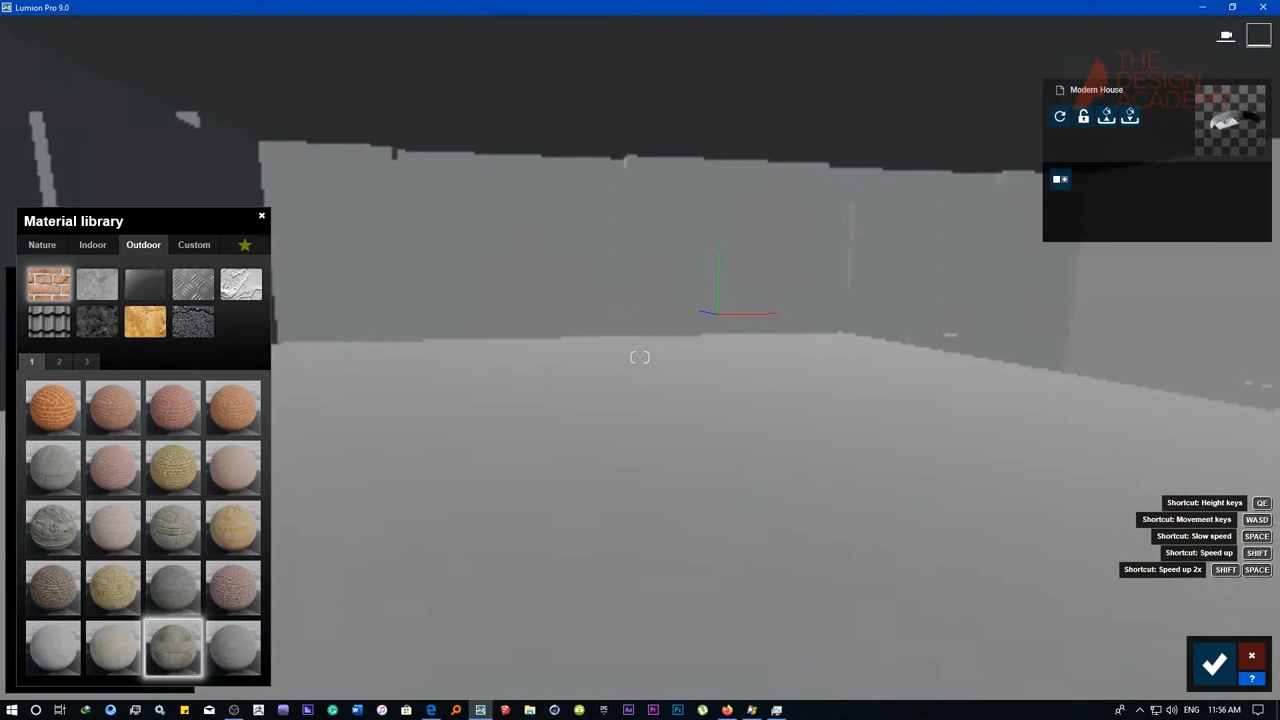 Lumion Pro 9.0
THE
DESIGN
ACADEMY
Modern House
Material library
Nature
Indoor
Outdoor
Custom
1
2
3
Shortcut: Height keys QE
Shortcut: Movement keys WASD
Shortcut: Slow speed SPACE
Shortcut: Speed up SHIFT
Shortcut: Speed up 2x SHIFT SPACE
?
11:56 AM